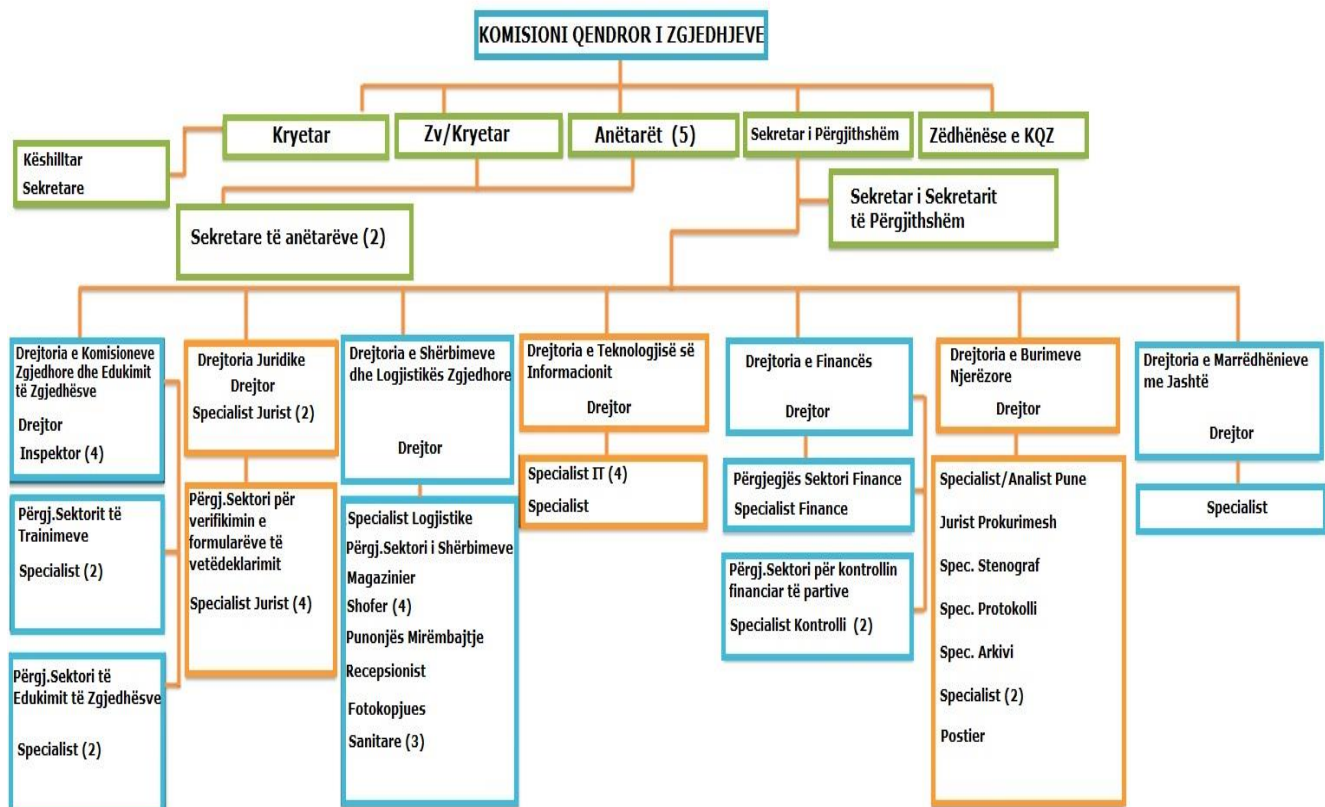 KOMISIONI QENDROR I ZGJEDHJEVE
Kryetar
Zv/Kryetar
Anëtarët (5)
Sekretar i Përgjithshëm
Zëdhënëse e KQZ
Këshilltar
Sekretare
Sekretare të anëtarëve (2)
Sekretar i Sekretarit
të Përgjithshëm
Drejtoria e Komisioneve
Zgjedhore dhe Edukimit
të Zgjedhësve
Drejtor
Inspektor (4)
Përgj.Sektorit të
Trainimeve
Specialist (2)
Përgj.Sektori të
Edukimit të Zgjedhësve
Specialist (2)
Drejtoria Juridike
Drejtor
Specialist Jurist (2)
Përgj.Sektori për
verifikimin e
formularëve të
vetëdeklarimit
Specialist Jurist (4)
Drejtoria e Shërbimeve
dhe Logjistikës Zgjedhore
Drejtor
Specialist Logjistike
Përgj.Sektori i Shërbimeve
Magazinier
Shofer (4)
Punonjës Mirëmbajtje
Recepsionist
Fotokopjues
Sanitare (3)
Drejtoria e Teknologjisë së
Informacionit
Drejtor
Specialist IT (4)
Specialist
Drejtoria e Financës
Drejtor
Përgjegjës Sektori Finance
Specialist Finance
Përgj.Sektori për kontrollin
financiar të partive
Specialist Kontrolli (2)
Drejtoria e Burimeve
Njerëzore
Drejtor
Specialist/Analist Pune
Jurist Prokurimesh
Spec. Stenograf
Spec. Protokolli
Spec. Arkivi
Specialist (2)
Postier
Drejtoria e Marrëdhënieve
me Jashtë
Drejtor
Specialist